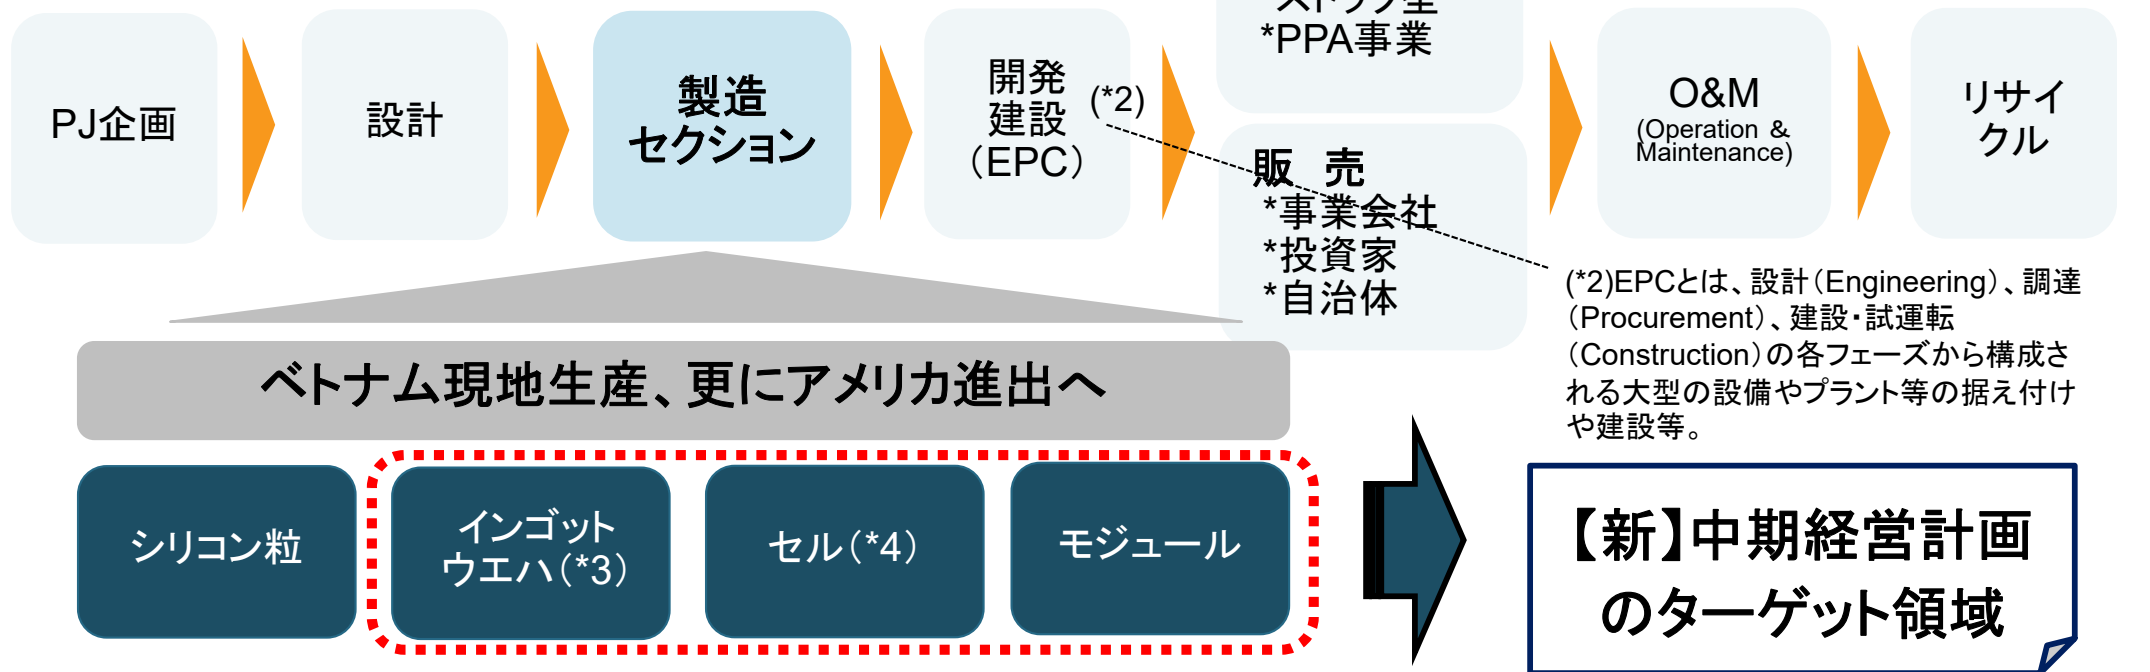 PJ企画
設計
製造
セクション
開発
建設
（EPC）
(*2)
*PPA事業
販　売
*事業会社
*投資家
*自治体
O&M
(Operation &
Maintenance)
リサイ
クル
(*2)EPCとは、設計（Engineering）、調達
（Procurement）、建設・試運転
（Construction）の各フェーズから構成さ
れる大型の設備やプラント等の据え付け
や建設等。
ベトナム現地生産、更にアメリカ進出へ
シリコン粒
インゴット
ウエハ（*3）
セル（*4）
モジュール
【新】中期経営計画
のターゲット領域